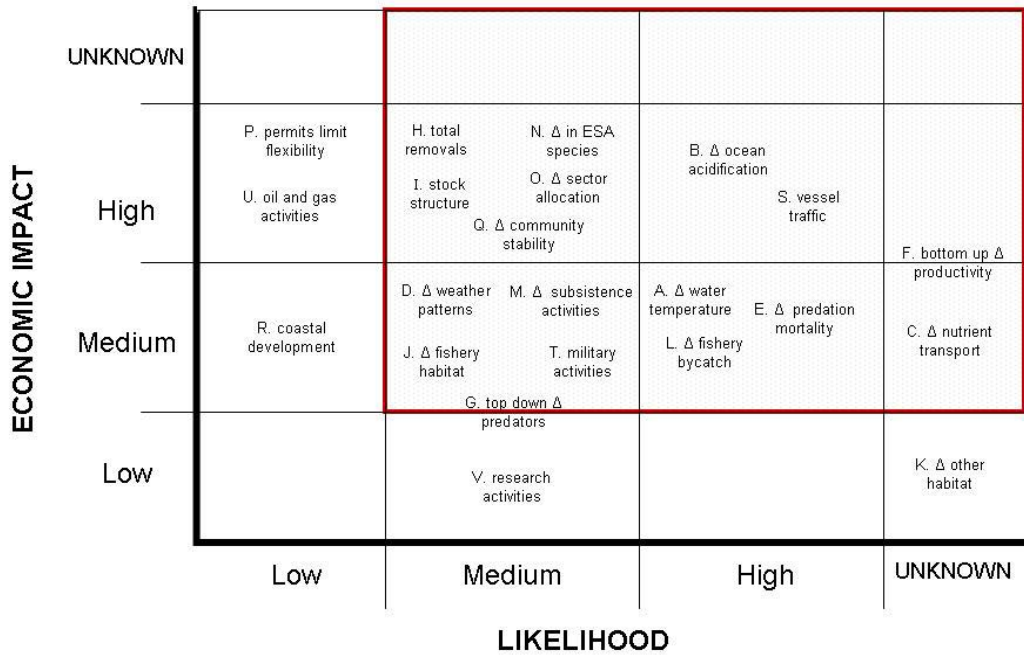 UNKNOWN
ECONOMIC IMPACT
High
Medium
Low
P. permits limit
flexibility
U. oil and gas
activities
H. total
removals
N. Δ in ESA
species
I. stock
structure
O. Δ sector
allocation
Q. Δ community
stability
B. Δ ocean
acidification
S. vessel
traffic
F. bottom up Δ
productivity
R. coastal
development
D. Δ weather
patterns
M. Δ subsistence
activities
J. Δ fishery
habitat
T. military
activities
G. top down Δ
predators
A. Δ water
temperature
E. Δ predation
mortality
L. Δ fishery
bycatch
C. Δ nutrient
transport
V. research
activities
K. Δ other
habitat
Low
Medium
High
UNKNOWN
LIKELIHOOD